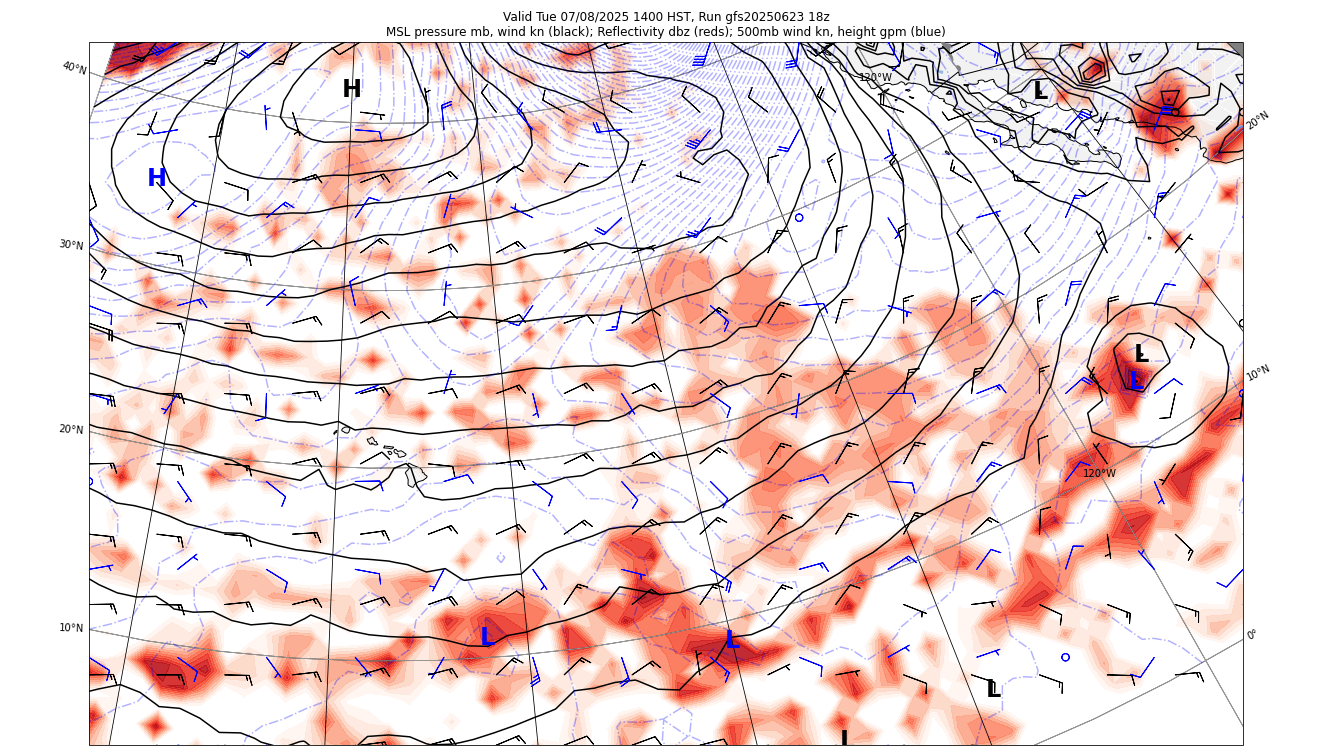 Valid Tue 07/08/2025 1400 HST, Run gfs20250623 18z
MSL pressure mb, wind kn (black); Reflectivity dbz (reds); 500mb wind kn, height gpm (blue)
40°N
H
120°W
L
20°N
H
30°N
L
L
10°N
20°N
120°W
10°N
L
L
0°
L
L